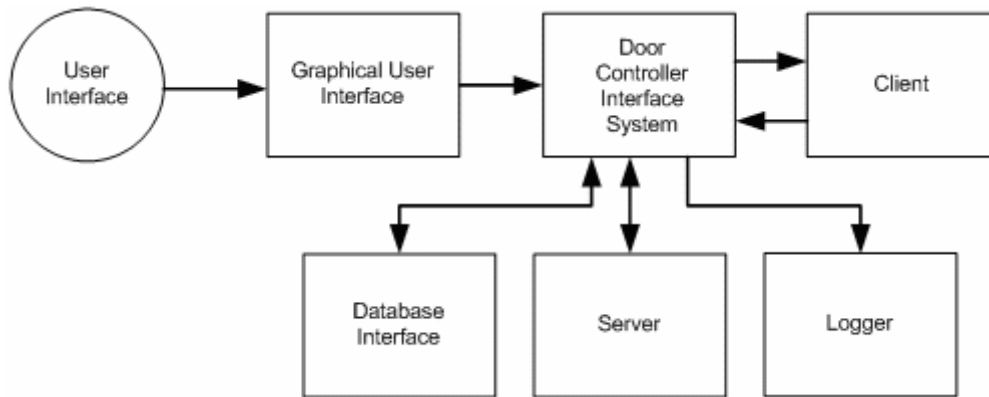 User
Interface
Graphical User
Interface
Door
Controller
Interface
System
Client
Database
Interface
Server
Logger